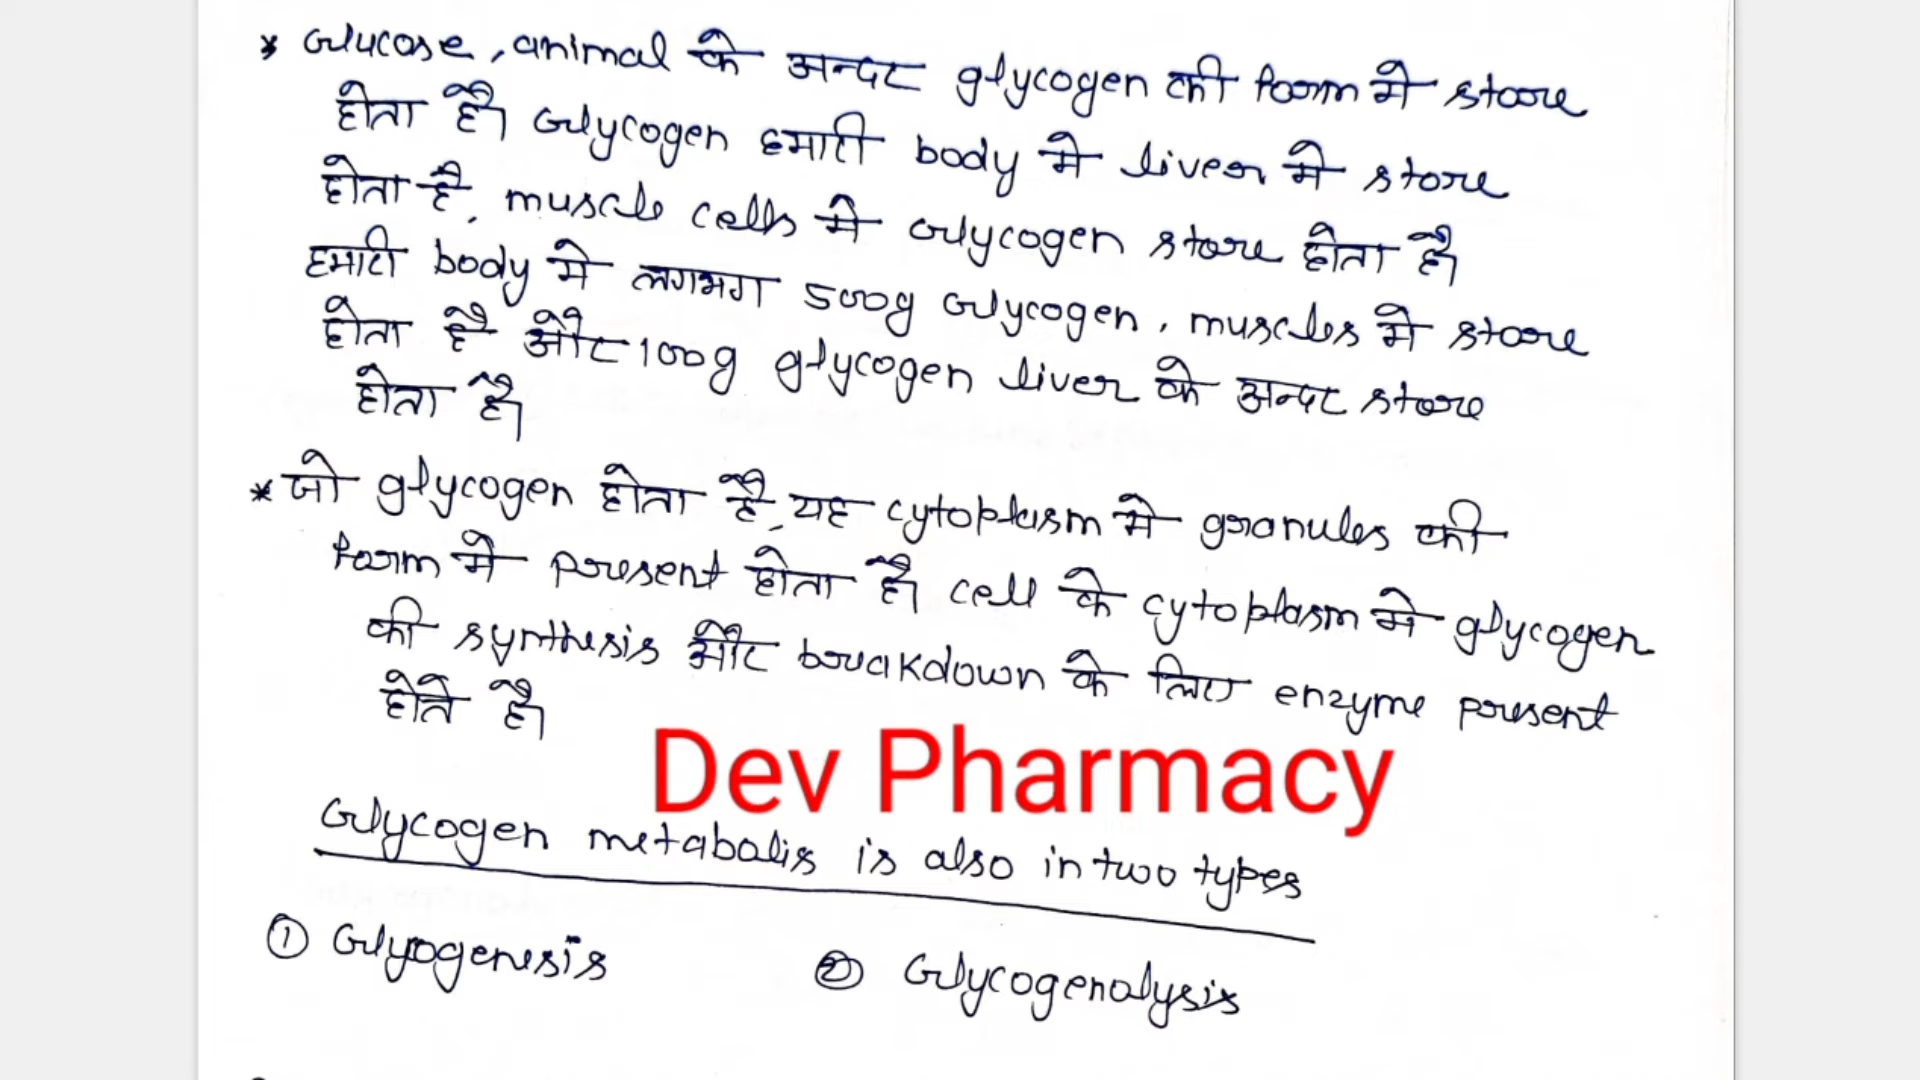 * Glucose, animal के अन्दर glycogen की form में store
होता है। Glycogen हमारी body में liver में store
होता है, muscle cells में Glycogen store होता है।
हमारी body में लगभग 500g Glycogen, muscles में store
होता है और 100g glycogen liver के अन्दर store
होता है।
* जो glycogen होता है, यह cytoplasm में granules की
form में present होता है। cell के cytoplasm में glycogen
की synthesis और breakdown के लिए enzyme present
होते है।
Dev Pharmacy
Glycogen metabolis is also in two types
① Glyogenesis ② Glycogenolysis